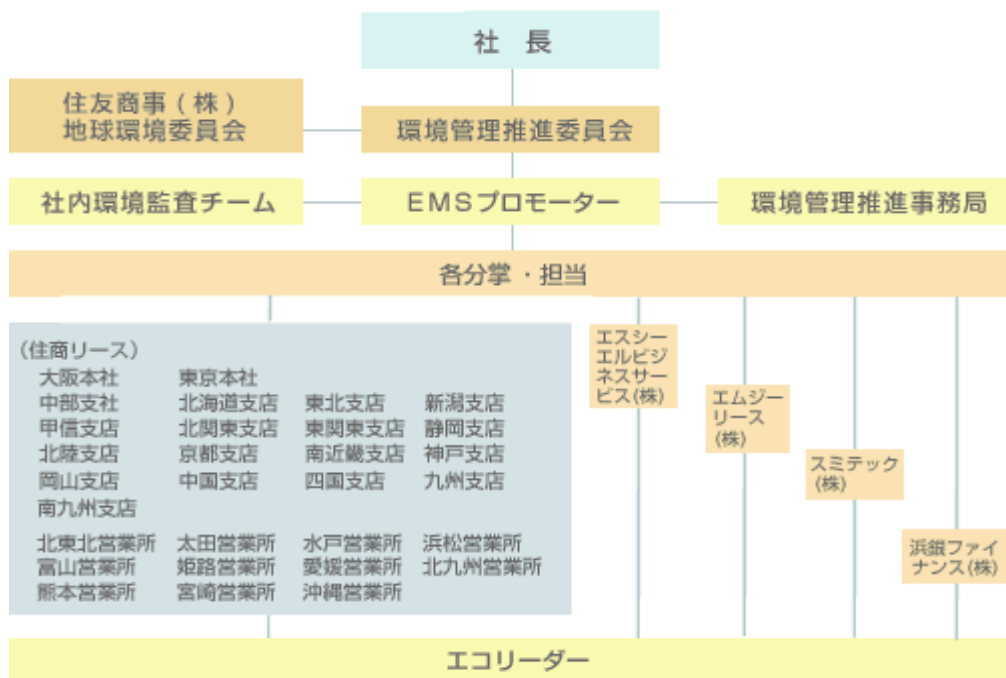 社 長
住友商事(株)
地球環境委員会
環境管理推進委員会
社内環境監査チーム
EMSプロモーター
環境管理推進事務局
各分掌・担当
(住商リース)
大阪本社 東京本社
中部支社 北海道支店 東北支店 新潟支店
甲信支店 北関東支店 東関東支店 静岡支店
北陸支店 京都支店 南近畿支店 神戸支店
岡山支店 中国支店 四国支店 九州支店
南九州支店
北東北営業所 太田営業所 水戸営業所 浜松営業所
富山営業所 姫路営業所 愛媛営業所 北九州営業所
熊本営業所 宮崎営業所 沖縄営業所
エスシー
エルビジ
ネスサー
ビス(株)
エムジー
リース
(株)
スミテック
(株)
浜銀ファイ
ナンス(株)
エコリーダー